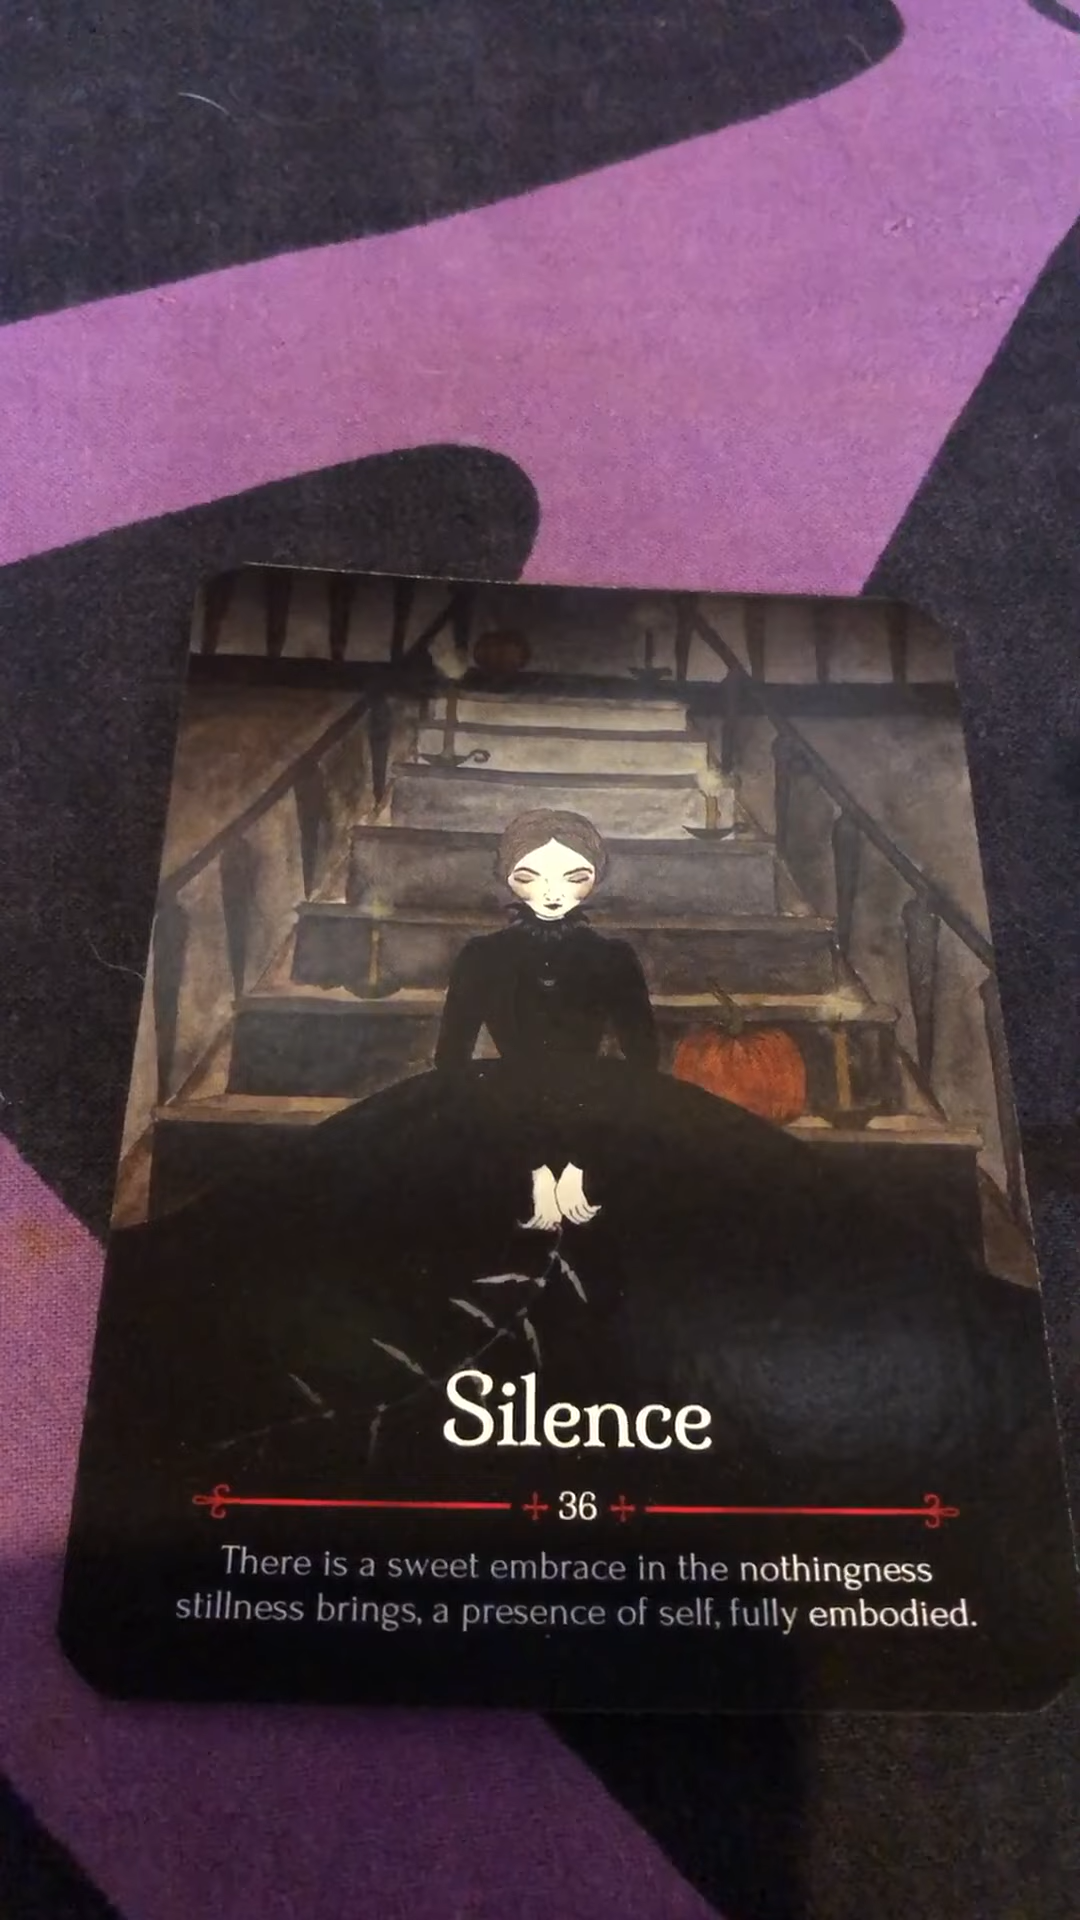 Silence
36
There is a sweet embrace in the nothingness
stillness brings, a presence of self, fully embodied.